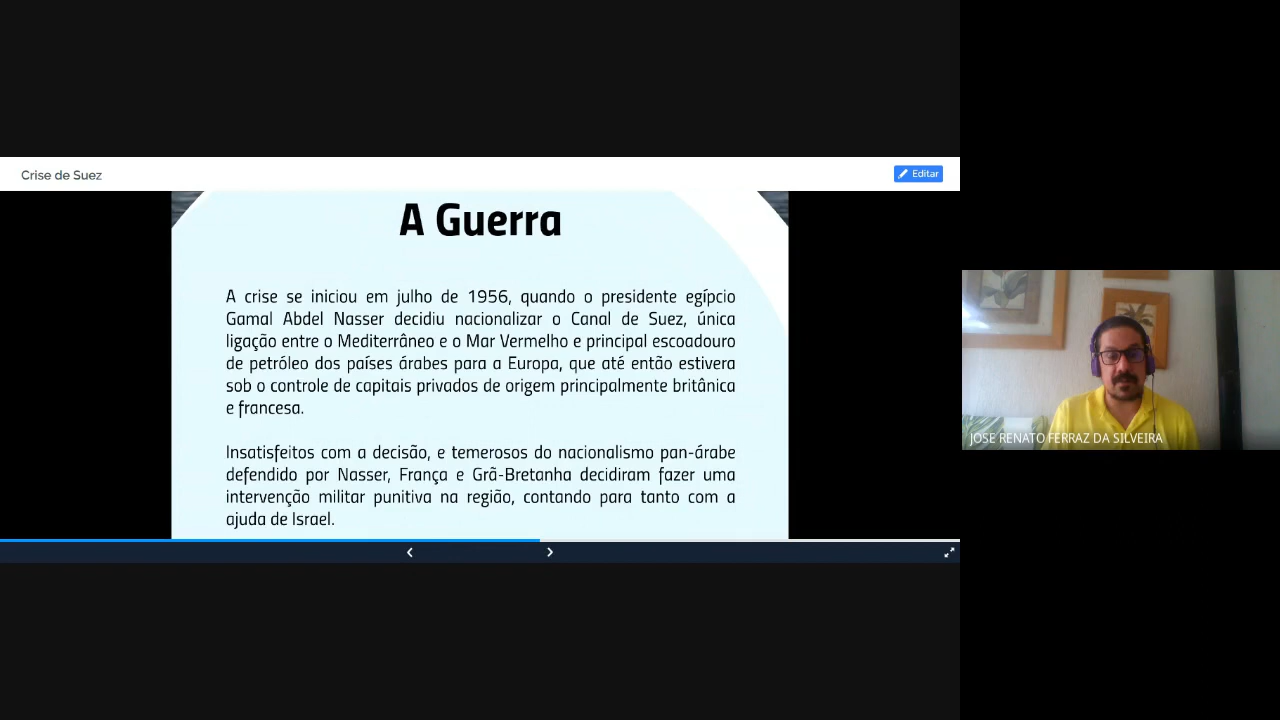 Crise de Suez
Editar
A Guerra
A crise se iniciou em julho de 1956, quando o presidente egípcio
Gamal Abdel Nasser decidiu nacionalizar o Canal de Suez, única
ligação entre o Mediterrâneo e o Mar Vermelho e principal escoadouro
de petróleo dos países árabes para a Europa, que até então estivera
sob o controle de capitais privados de origem principalmente britânica
e francesa.
Insatisfeitos com a decisão, e temerosos do nacionalismo pan-árabe
defendido por Nasser, França e Grã-Bretanha decidiram fazer uma
intervenção militar punitiva na região, contando para tanto com a
ajuda de Israel.
JOSE RENATO FERRAZ DA SILVEIRA